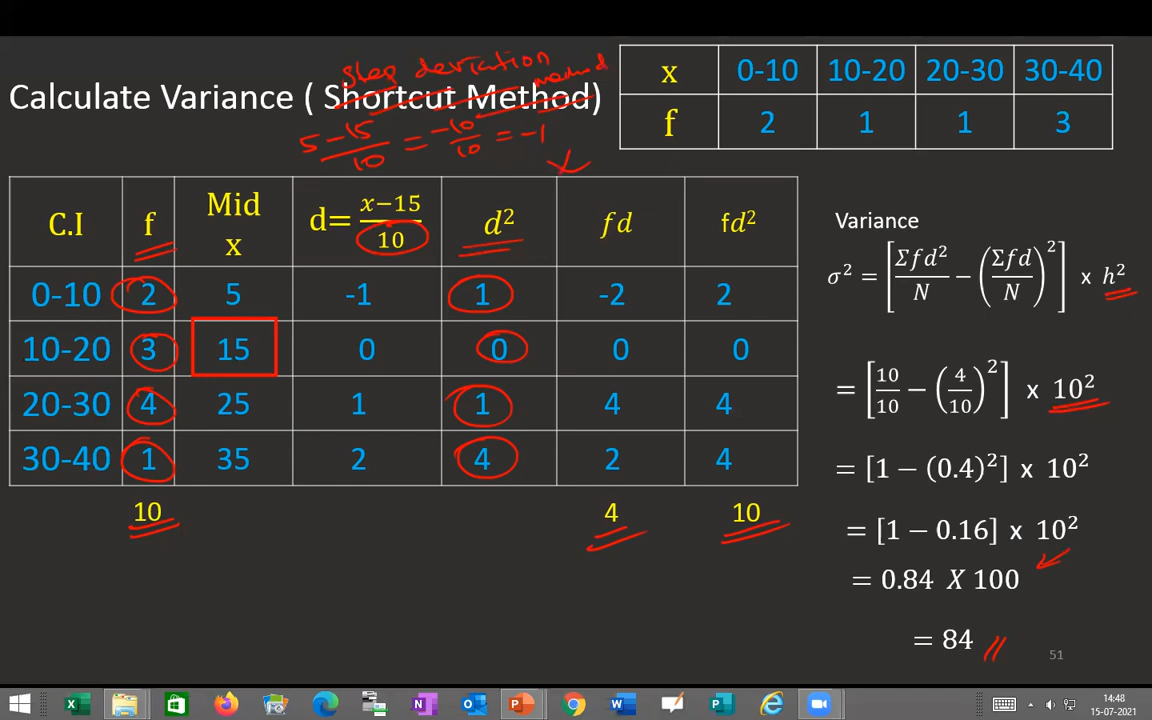 step deviation method
Calculate Variance ( Shortcut Method)
5-15/10 = -10/10 = -1
x 0-10 10-20 20-30 30-40
f 2 1 1 3
C.I f Mid x d= x−15/10 d² fd fd²
0-10 2 5 -1 1 -2 2
10-20 3 15 0 0 0 0
20-30 4 25 1 1 4 4
30-40 1 35 2 4 2 4
10 4 10
Variance
σ² = [Σfd²/N − (Σfd/N)²] x h²
= [10/10 − (4/10)²] x 10²
= [1 − (0.4)²] x 10²
= [1 − 0.16] x 10²
= 0.84 X 100
= 84
51
14:48
15-07-2021